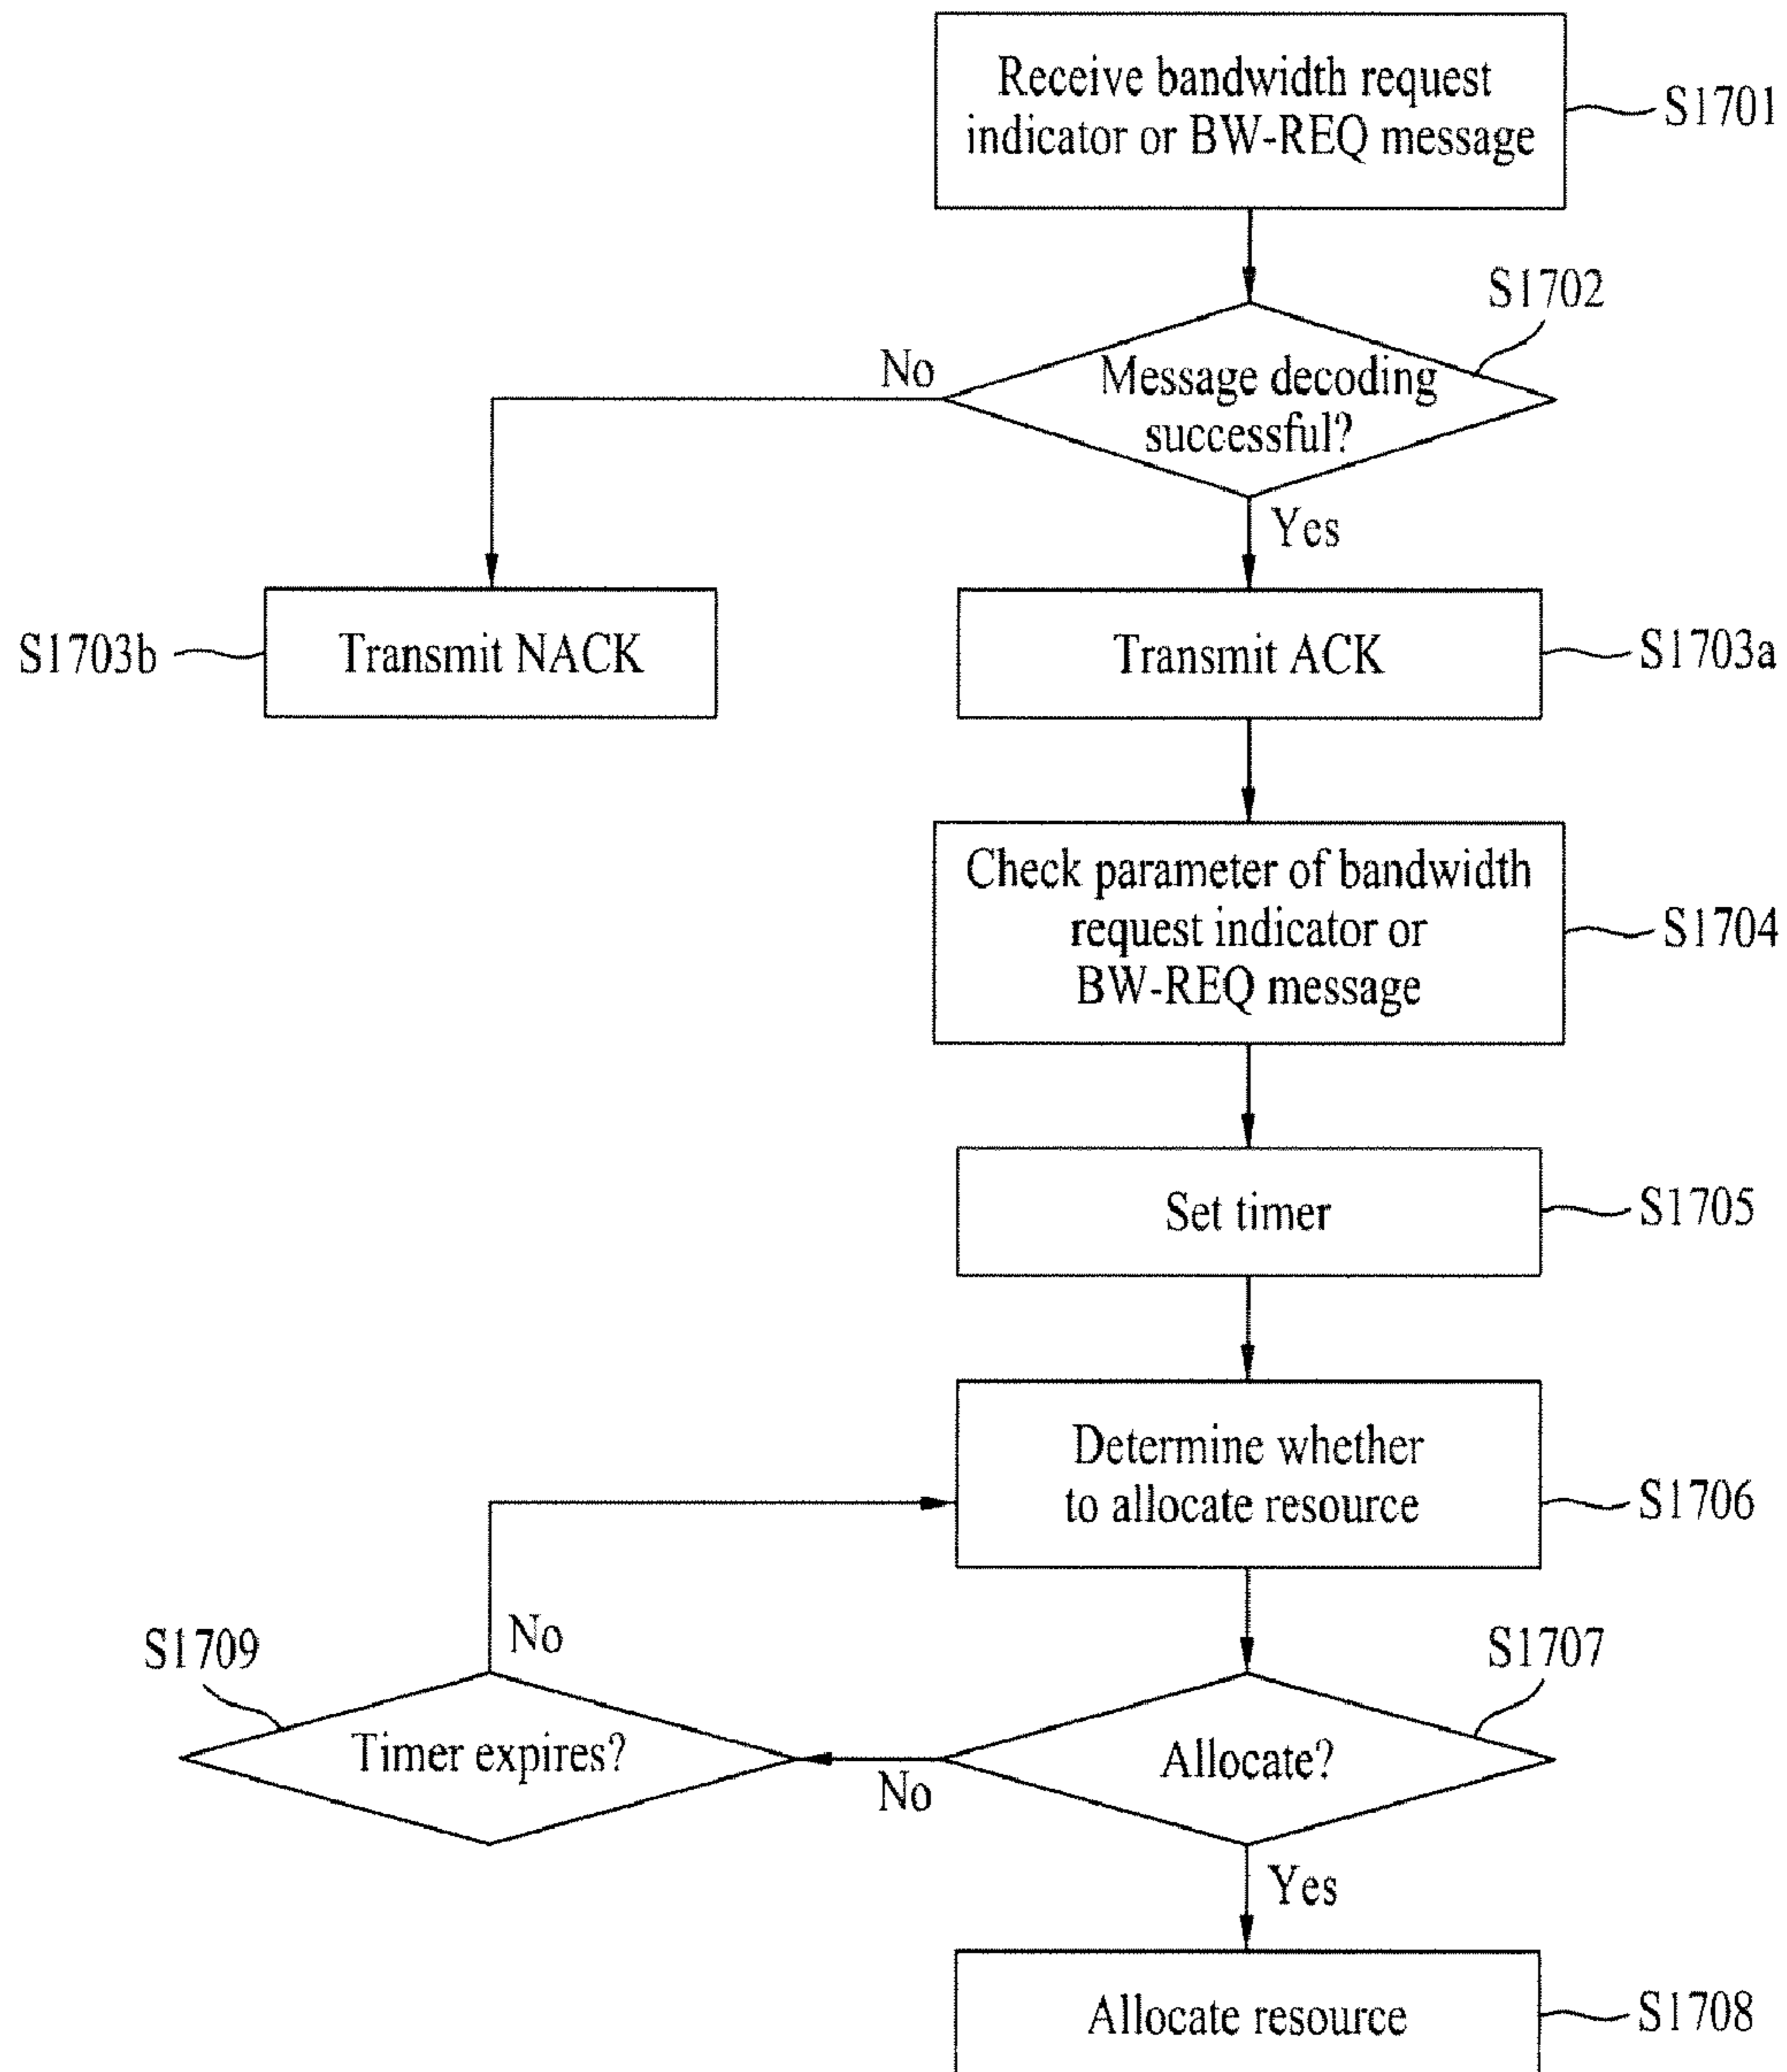 Receive bandwidth request
indicator or BW-REQ message
S1701
S1702
No
Message decoding
successful?
Yes
S1703b
Transmit NACK
Transmit ACK
S1703a
Check parameter of bandwidth
request indicator or
BW-REQ message
S1704
Set timer
S1705
Determine whether
to allocate resource
S1706
No
S1709
S1707
Timer expires?
Allocate?
No
Yes
Allocate resource
S1708